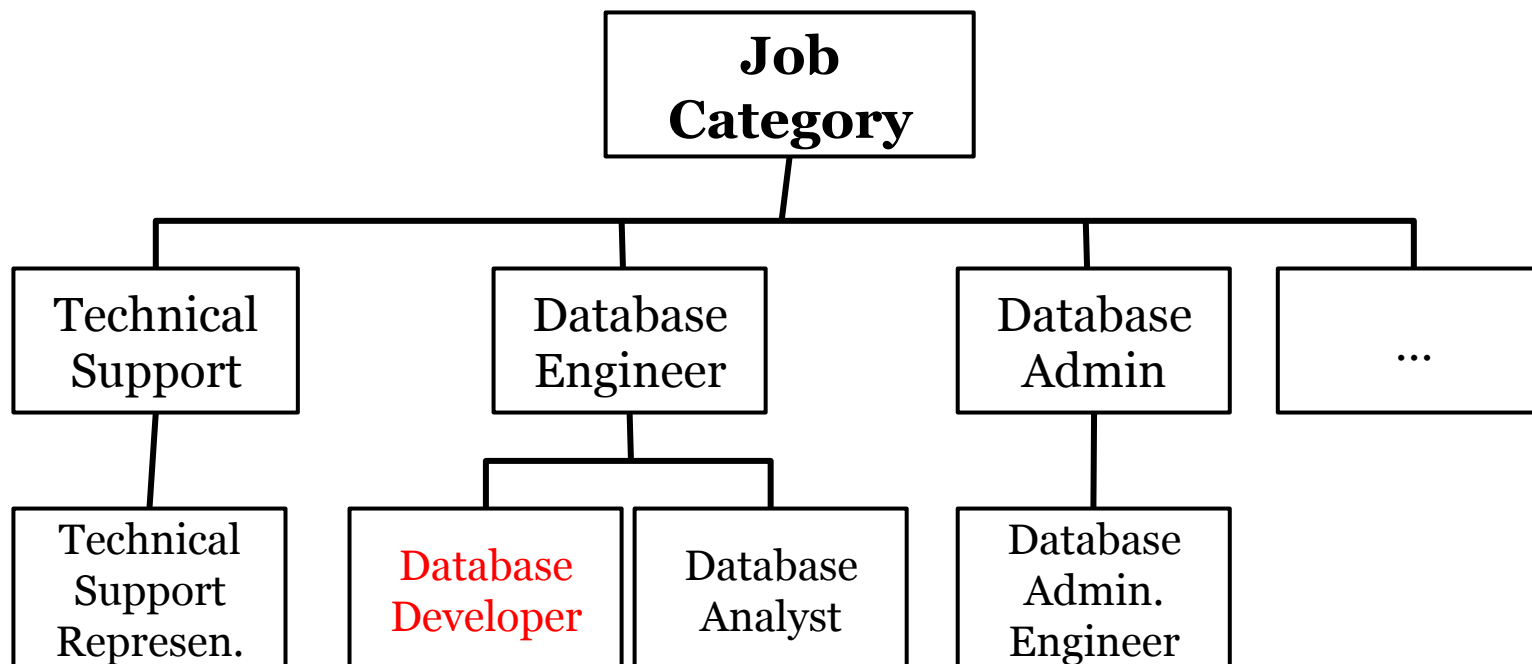 Job
Category
Technical
Support
Database
Engineer
Database
Admin
...
Technical
Support
Represen.
Database
Developer
Database
Analyst
Database
Admin.
Engineer